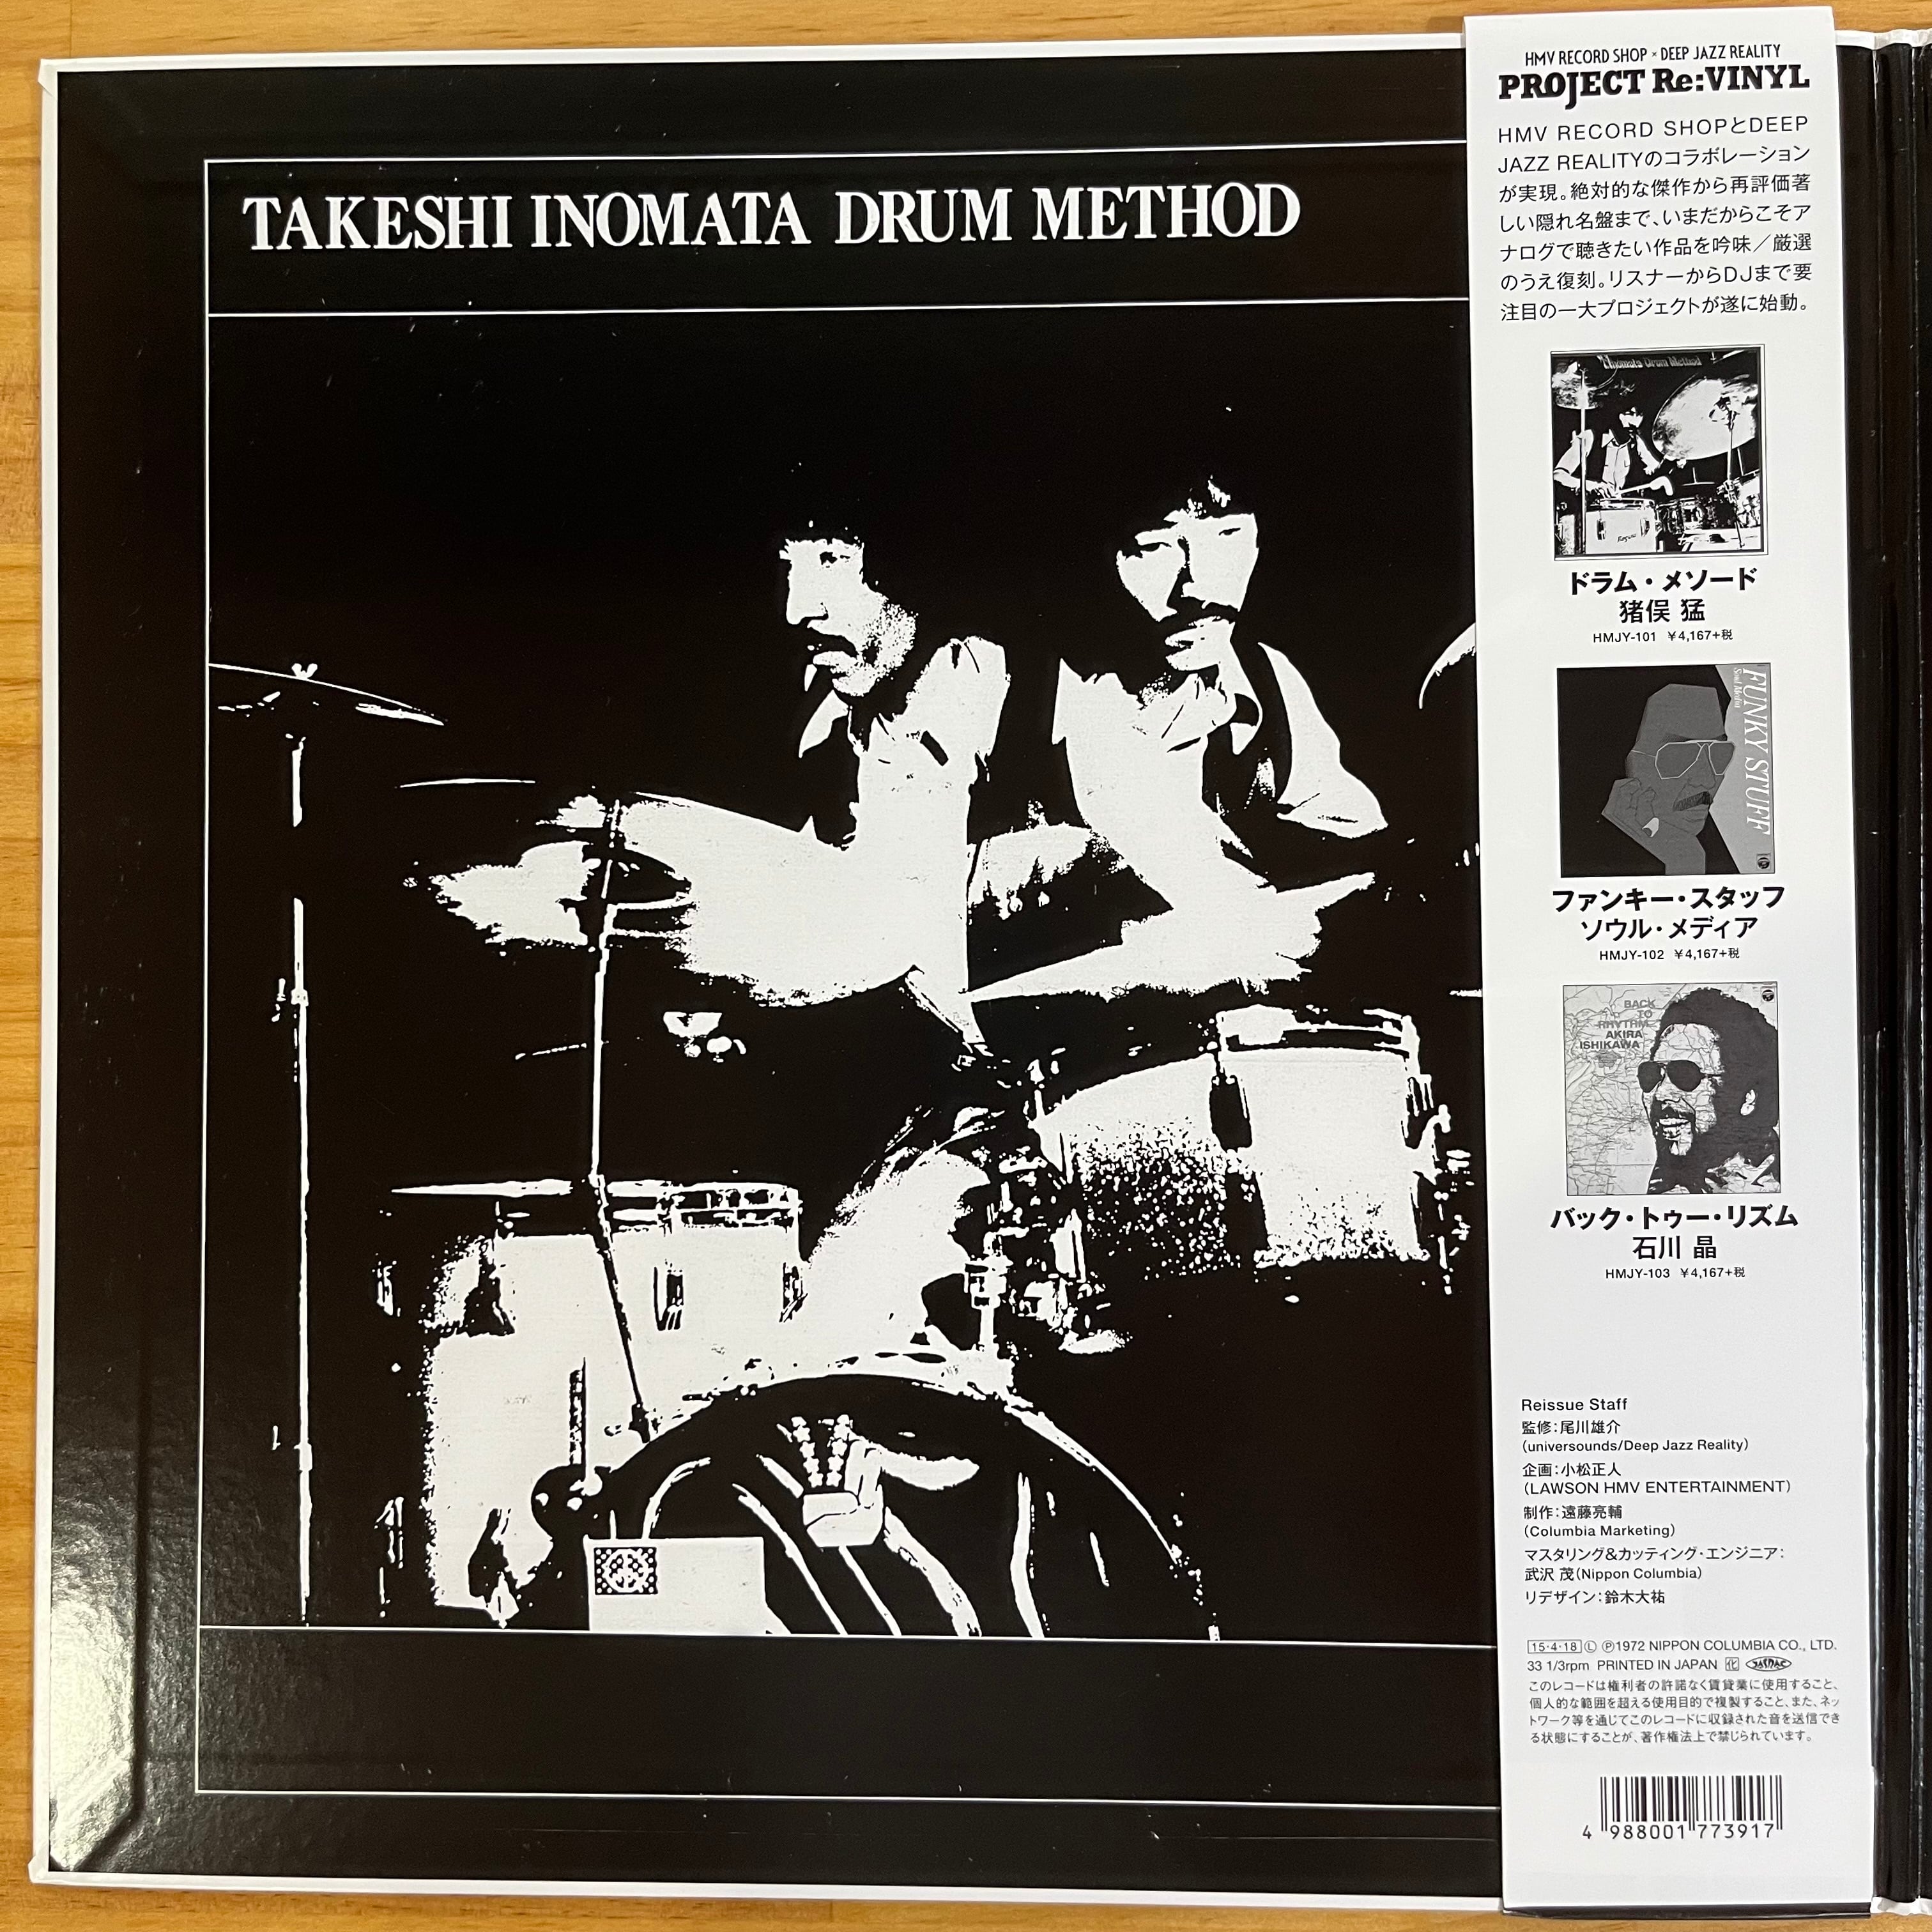 TAKESHI INOMATA DRUM METHOD
HMV RECORD SHOP × DEEP JAZZ REALITY
PROJECT Re:VINYL
HMV RECORD SHOPとDEEP
JAZZ REALITYのコラボレーション
が実現。絶対的な傑作から再評価著
しい隠れ名盤まで、いまだからこそア
ナログで聴きたい作品を吟味／厳選
のうえ復刻。リスナーからDJまで要
注目の一大プロジェクトが遂に始動。
Inomata Drum Method
ドラム・メソード
猪俣 猛
HMJY-101 ￥4,167+税
FUNKY STUFF
Soul Media
ファンキー・スタッフ
ソウル・メディア
HMJY-102 ￥4,167+税
BACK
TO
RHYTHM
AKIRA
ISHIKAWA
バック・トゥー・リズム
石川 晶
HMJY-103 ￥4,167+税
Reissue Staff
監修：尾川雄介
（universounds/Deep Jazz Reality）
企画：小松正人
（LAWSON HMV ENTERTAINMENT）
制作：遠藤亮輔
（Columbia Marketing）
マスタリング&カッティング・エンジニア：
武沢 茂（Nippon Columbia）
リデザイン：鈴木大祐
15・4・18 Ⓛ Ⓟ1972 NIPPON COLUMBIA CO., LTD.
33 1/3rpm PRINTED IN JAPAN 化 JASRAC
このレコードは権利者の許諾なく賃貸業に使用すること、
個人的な範囲を超える使用目的で複製すること、また、ネッ
トワーク等を通じてこのレコードに収録された音を送信でき
る状態にすることが、著作権法上で禁じられています。
4 988001 773917